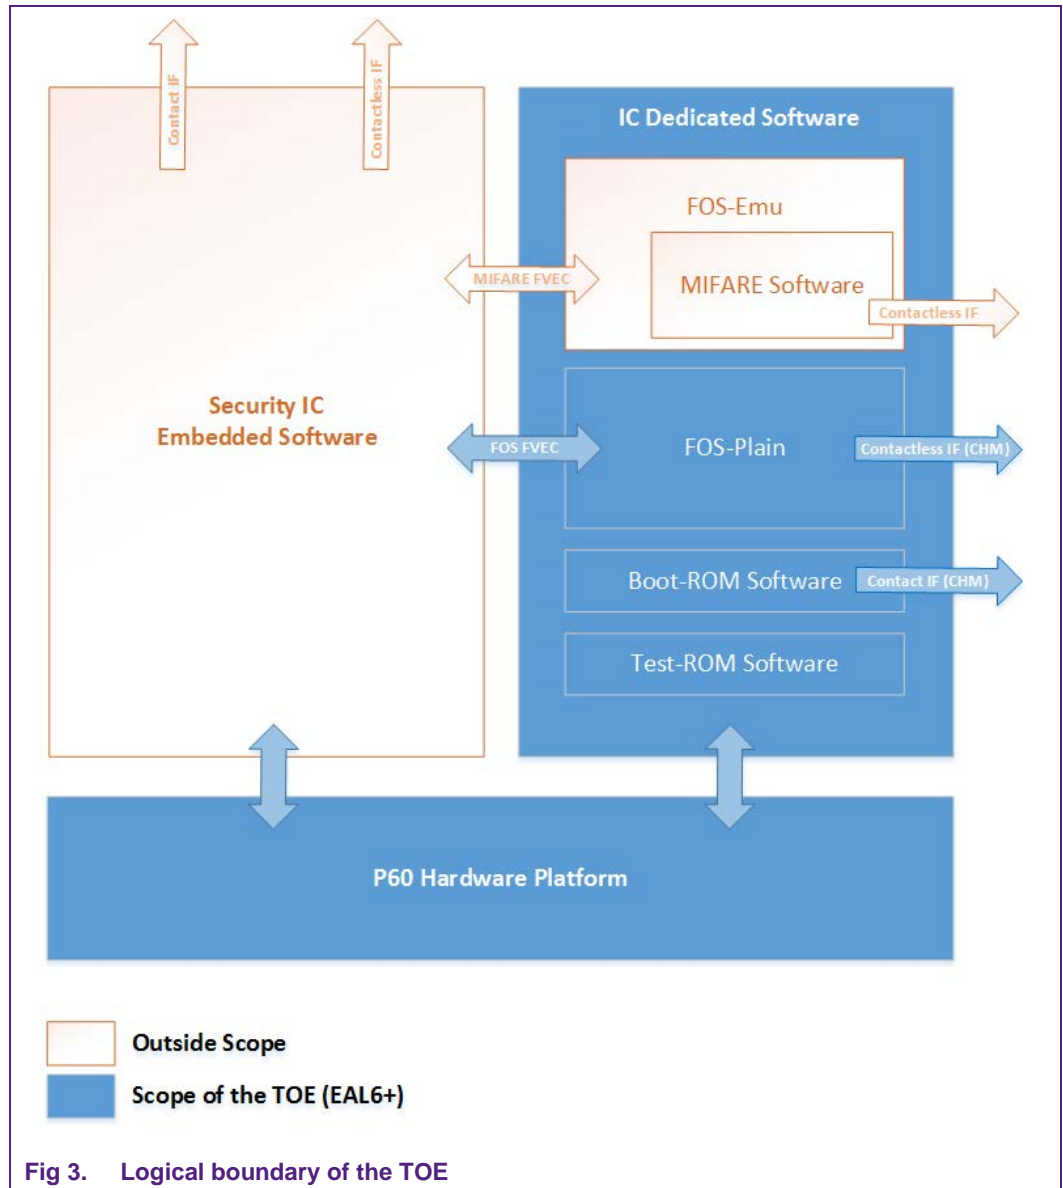 Contact IF
Contactless IF
IC Dedicated Software
FOS-Emu
MIFARE FVEC
MIFARE Software
Contactless IF
Security IC
Embedded Software
FOS FVEC
FOS-Plain
Contactless IF (CHM)
Boot-ROM Software
Contact IF (CHM)
Test-ROM Software
P60 Hardware Platform
Outside Scope
Scope of the TOE (EAL6+)
Fig 3. Logical boundary of the TOE